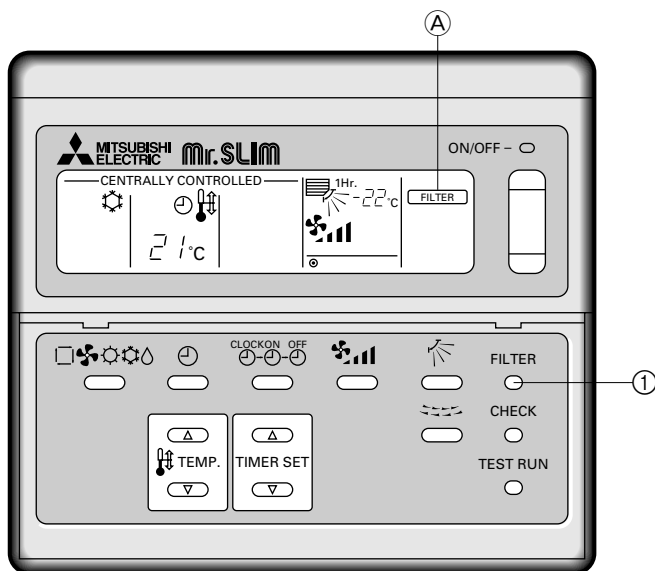 A
MITSUBISHI ELECTRIC Mr.SLIM
ON/OFF –
CENTRALLY CONTROLLED
1Hr.
-22°C
FILTER
21°C
CLOCK ON OFF
FILTER
1
CHECK
TEMP.
TIMER SET
TEST RUN